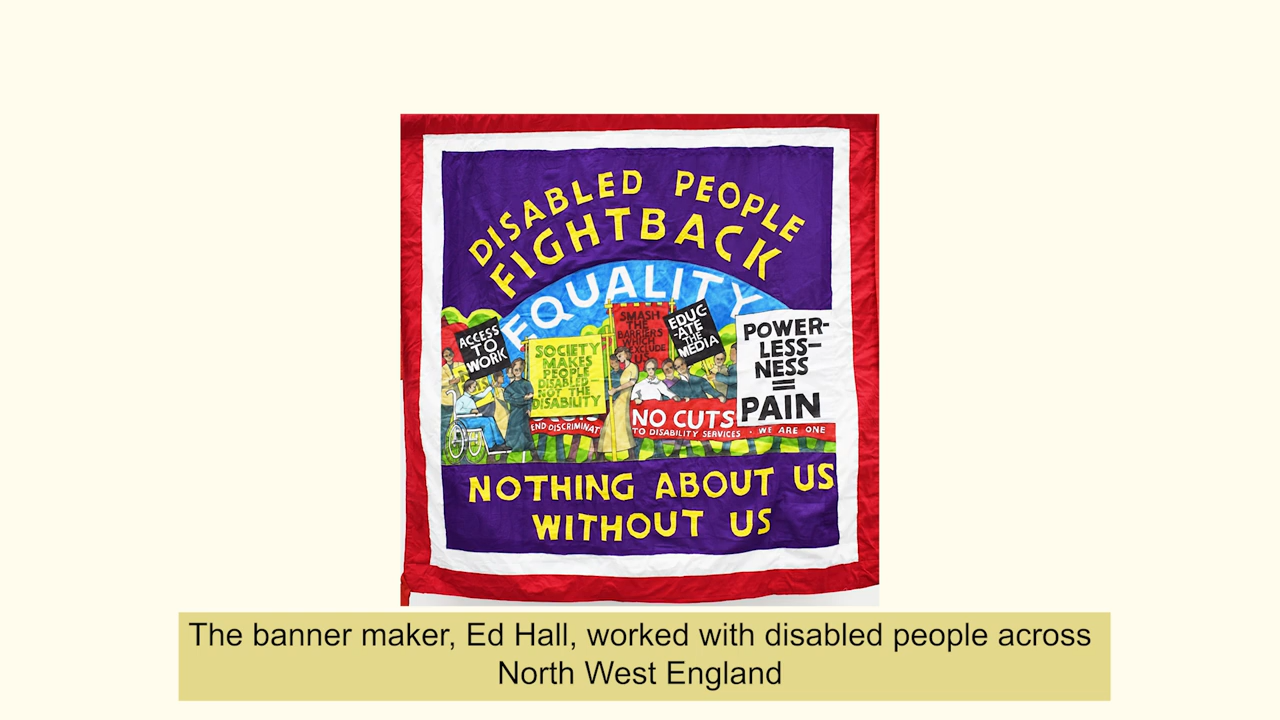 DISABLED PEOPLE
FIGHTBACK
EQUALITY
ACCESS
TO
WORK
SOCIETY
MAKES
PEOPLE
DISABLED—
NOT THE
DISABILITY
SMASH
THE
BARRIERS
WHICH
EXCLUDE
US
EDUC-
-ATE
THE
MEDIA
POWER-
LESS—
NESS
=
PAIN
END DISCRIMINAT
NO CUTS
TO DISABILITY SERVICES • WE ARE ONE
NOTHING ABOUT US
WITHOUT US
The banner maker, Ed Hall, worked with disabled people across
North West England